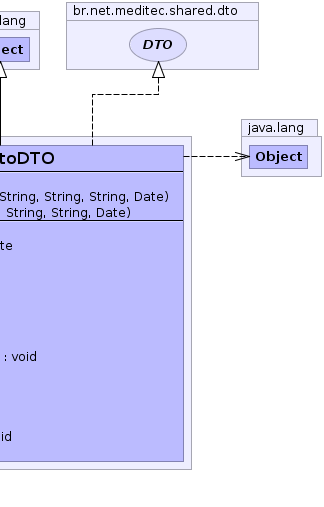 lang
ect
br.net.meditec.shared.dto
DTO
java.lang
Object
toDTO
String, String, String, Date)
String, String, Date)
te
: void
id